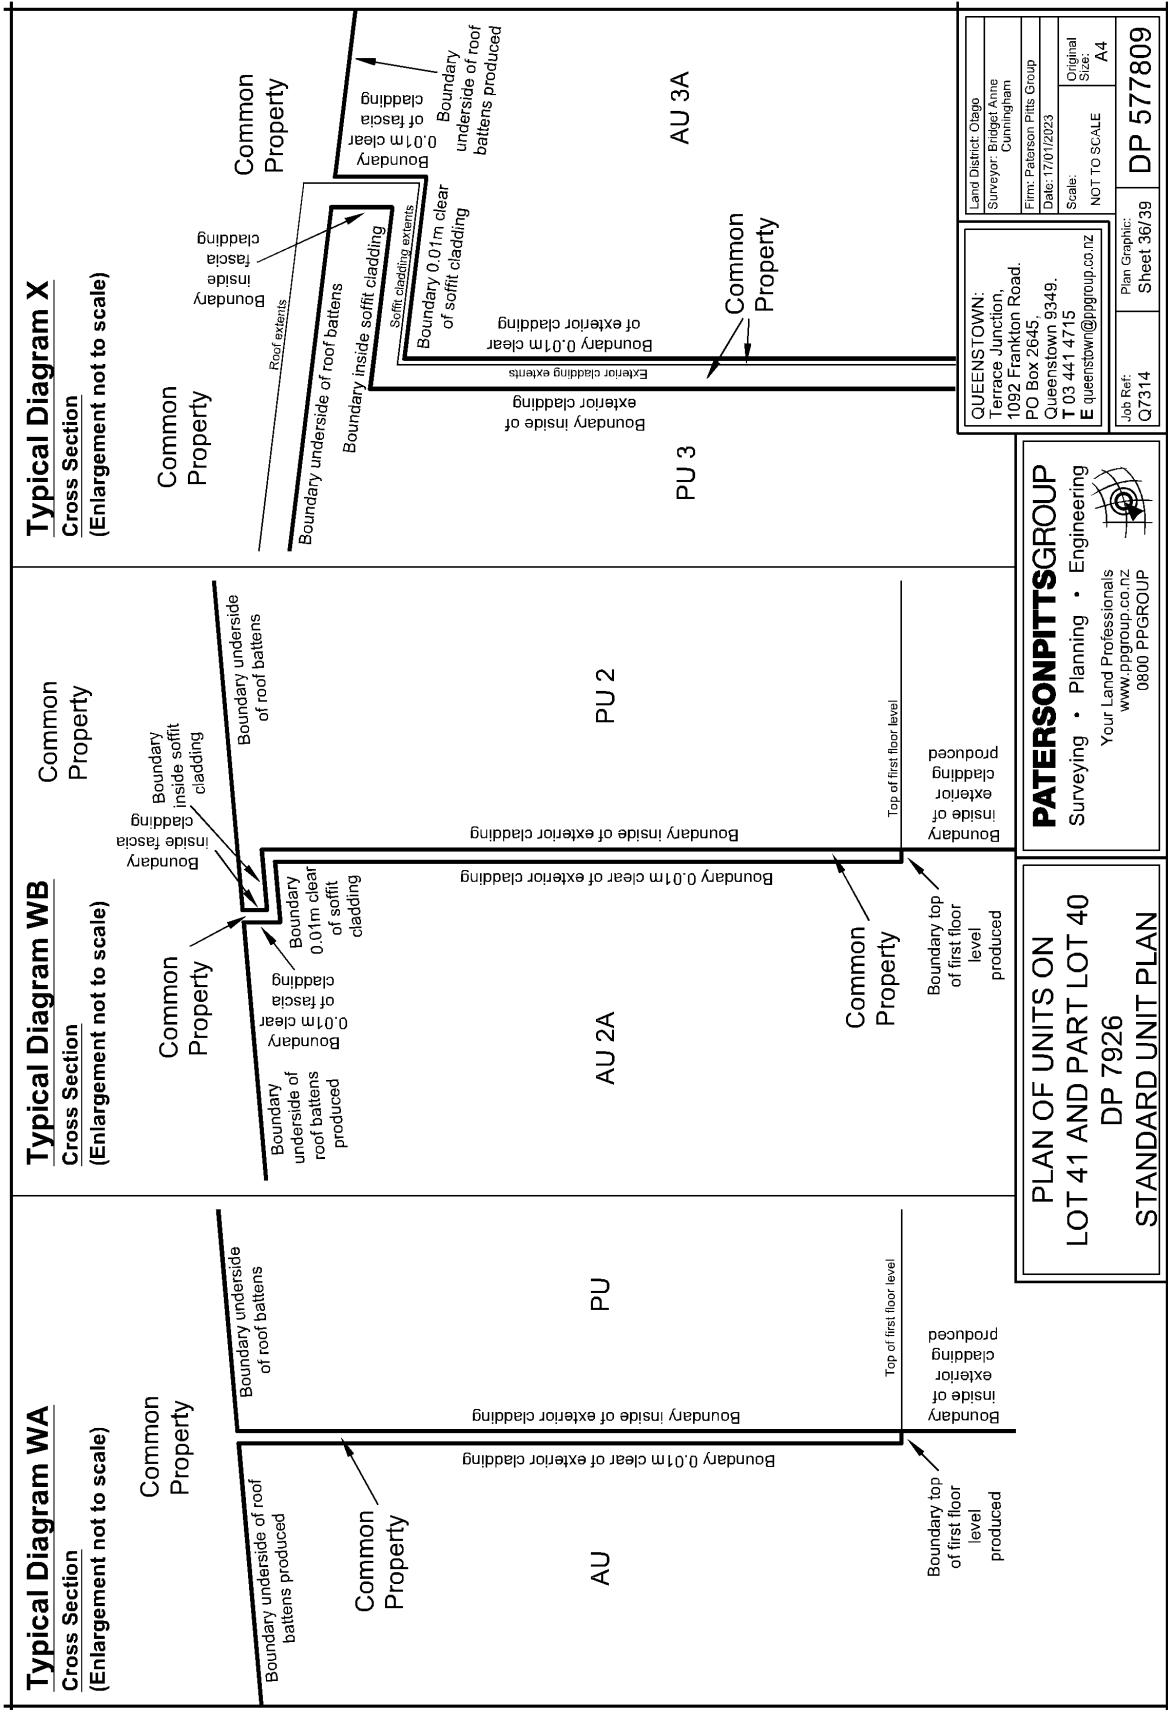 Typical Diagram WA
Cross Section
(Enlargement not to scale)
Common
Property
Boundary underside of roof
battens produced
Boundary underside
of roof battens
Common
Property
Boundary inside of exterior cladding
Boundary 0.01m clear of exterior cladding
AU
PU
Top of first floor level
Boundary top
of first floor
level
produced
Boundary
inside of
exterior
cladding
produced
Typical Diagram WB
Cross Section
(Enlargement not to scale)
Common
Property
Common
Property
Boundary
inside fascia
cladding
Boundary
inside soffit
cladding
Boundary underside
of roof battens
Boundary
underside of
roof battens
produced
Boundary
0.01m clear
of fascia
cladding
Boundary
0.01m clear
of soffit
cladding
Boundary inside of exterior cladding
Boundary 0.01m clear of exterior cladding
AU 2A
PU 2
Common
Property
Top of first floor level
Boundary top
of first floor
level
produced
Boundary
inside of
exterior
cladding
produced
Typical Diagram X
Cross Section
(Enlargement not to scale)
Common
Property
Common
Property
Boundary
inside
fascia
cladding
Roof extents
Boundary underside of roof battens
Boundary inside soffit cladding
Soffit cladding extents
Boundary 0.01m clear
of soffit cladding
Boundary
0.01m clear
of fascia
cladding
Boundary
underside of roof
battens produced
Boundary 0.01m clear
of exterior cladding
Exterior cladding extents
Boundary inside of
exterior cladding
PU 3
AU 3A
Common
Property
PLAN OF UNITS ON
LOT 41 AND PART LOT 40
DP 7926
STANDARD UNIT PLAN
PATERSONPITTSGROUP
Surveying • Planning • Engineering
Your Land Professionals
www.ppgroup.co.nz
0800 PPGROUP
QUEENSTOWN:
Terrace Junction,
1092 Frankton Road.
PO Box 2645,
Queenstown 9349.
T 03 441 4715
E queenstown@ppgroup.co.nz
Land District: Otago
Surveyor: Bridget Anne
Cunningham
Firm: Paterson Pitts Group
Date: 17/01/2023
Scale:
NOT TO SCALE
Original
Size:
A4
Job Ref:
Q7314
Plan Graphic:
Sheet 36/39
DP 577809